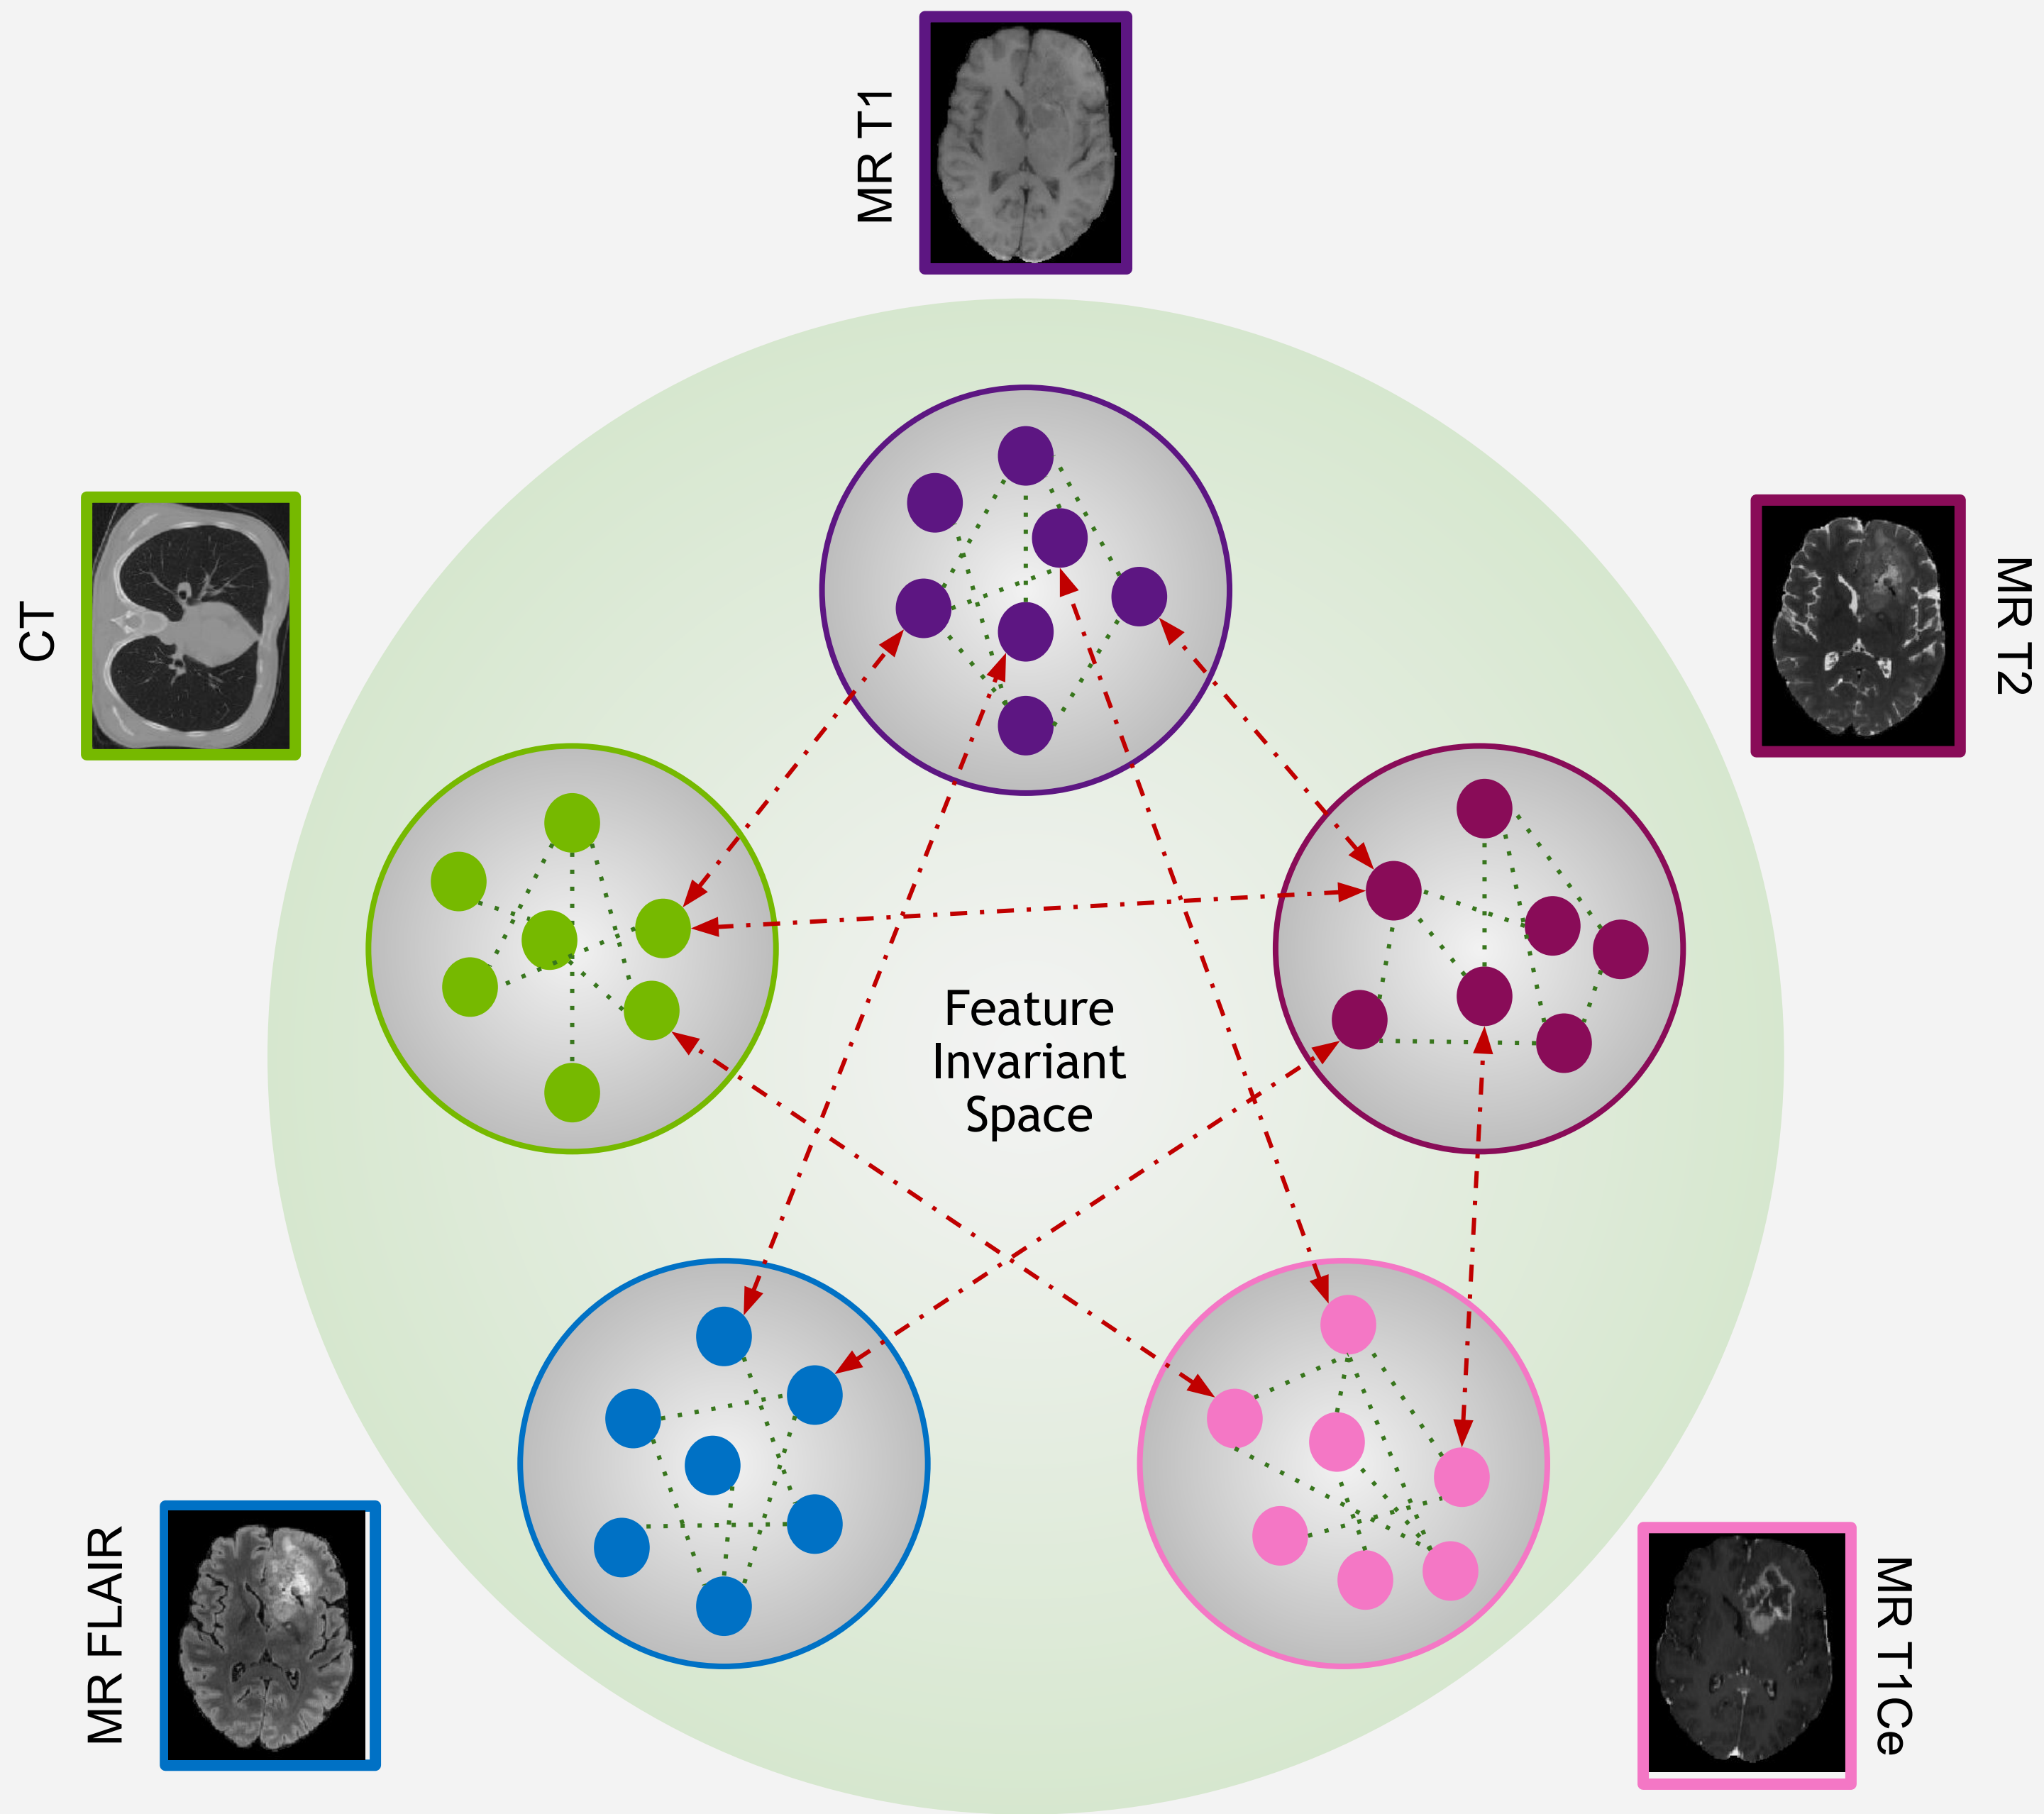 MR T1
CT
MR T2
Feature
Invariant
Space
MR FLAIR
MR T1Ce